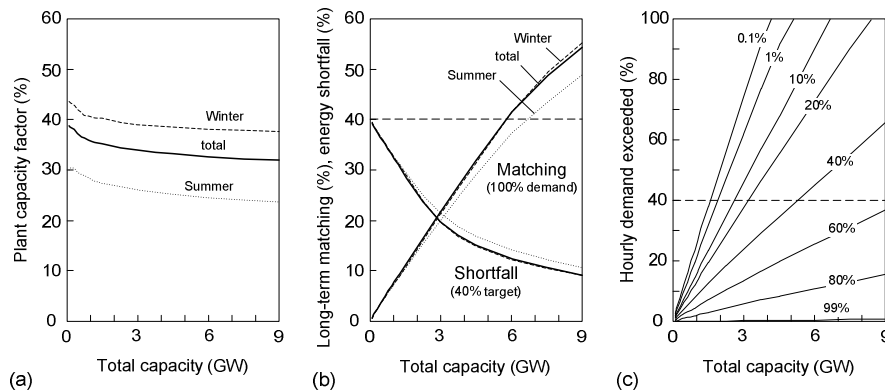 Plant capacity factor (%)
60
50
40
30
20
10
0
Winter
total
Summer
0
3
6
9
Total capacity (GW)
(a)
Long-term matching (%), energy shortfall (%)
60
50
40
30
20
10
0
Winter
total
Summer
Matching
(100% demand)
Shortfall
(40% target)
0
3
6
9
Total capacity (GW)
(b)
Hourly demand exceeded (%)
100
80
60
40
20
0
0.1%
1%
10%
20%
40%
60%
80%
99%
0
3
6
9
Total capacity (GW)
(c)